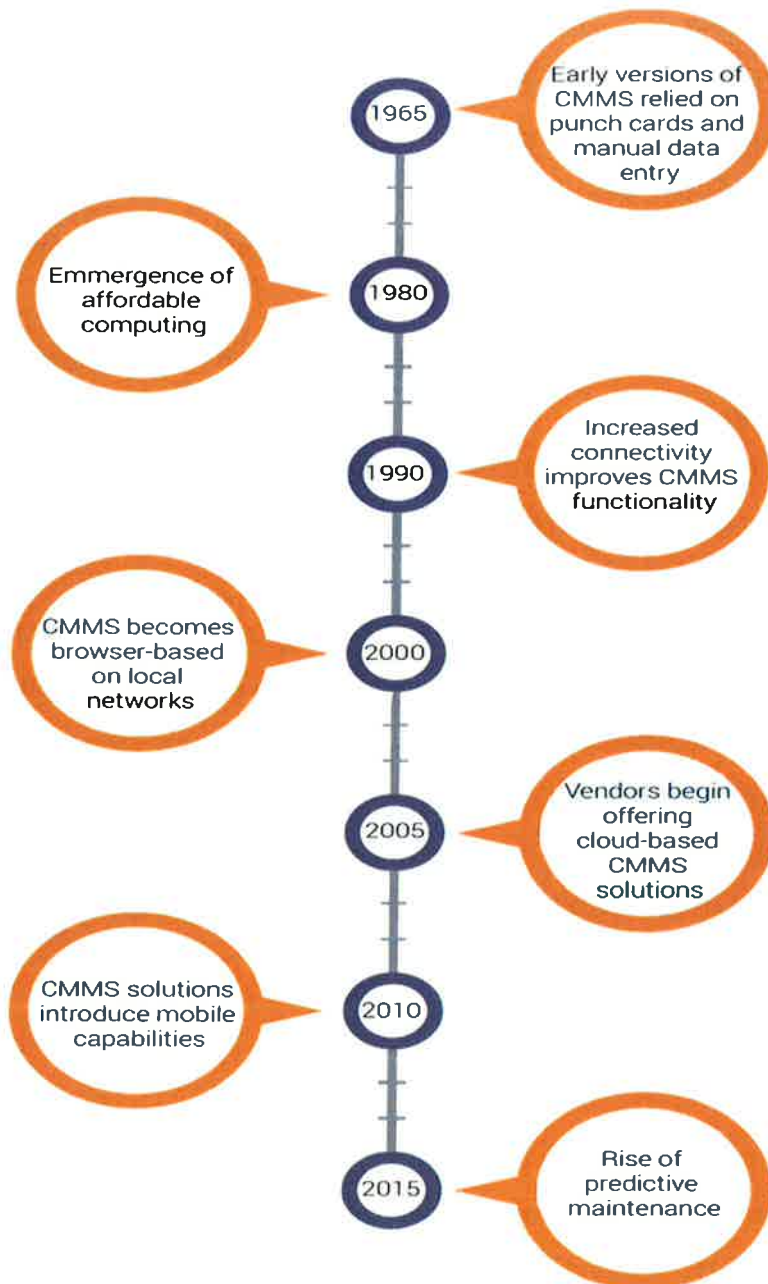 1965
Early versions of
CMMS relied on
punch cards and
manual data
entry
Emmergence of
affordable
computing
1980
1990
Increased
connectivity
improves CMMS
functionality
CMMS becomes
browser-based
on local
networks
2000
2005
Vendors begin
offering
cloud-based
CMMS
solutions
CMMS solutions
introduce mobile
capabilities
2010
2015
Rise of
predictive
maintenance